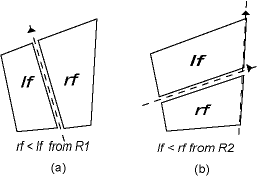 lf rf
rf < lf from R1
(a)
lf
rf
lf < rf from R2
(b)